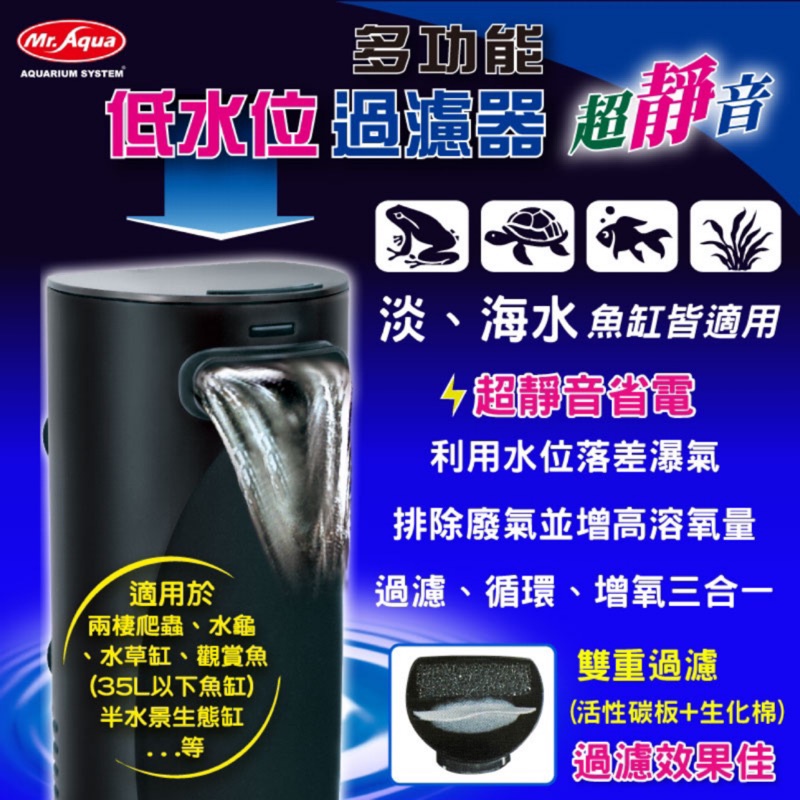 Mr.Aqua
AQUARIUM SYSTEM®
多功能
低水位過濾器
超靜音
淡、海水魚缸皆適用
超靜音省電
利用水位落差瀑氣
排除廢氣並增高溶氧量
過濾、循環、增氧三合一
適用於
兩棲爬蟲、水龜
、水草缸、觀賞魚
(35L以下魚缸)
半水景生態缸
...等
雙重過濾
(活性碳板+生化棉)
過濾效果佳